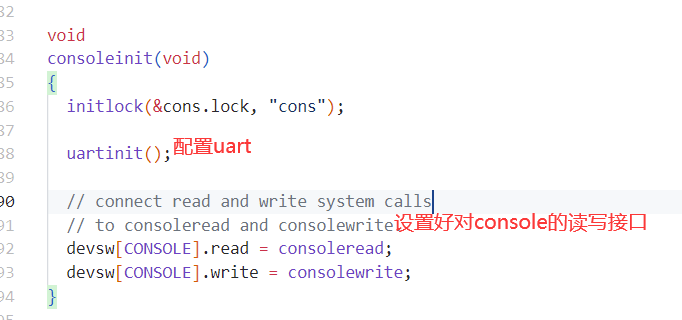 82
83 void
84 consoleinit(void)
85 {
86 initlock(&cons.lock, "cons");
87
88 uartinit(); 配置uart
89
90 // connect read and write system calls
91 // to consoleread and consolewrite 设置好对console的读写接口
92 devsw[CONSOLE].read = consoleread;
93 devsw[CONSOLE].write = consolewrite;
94 }